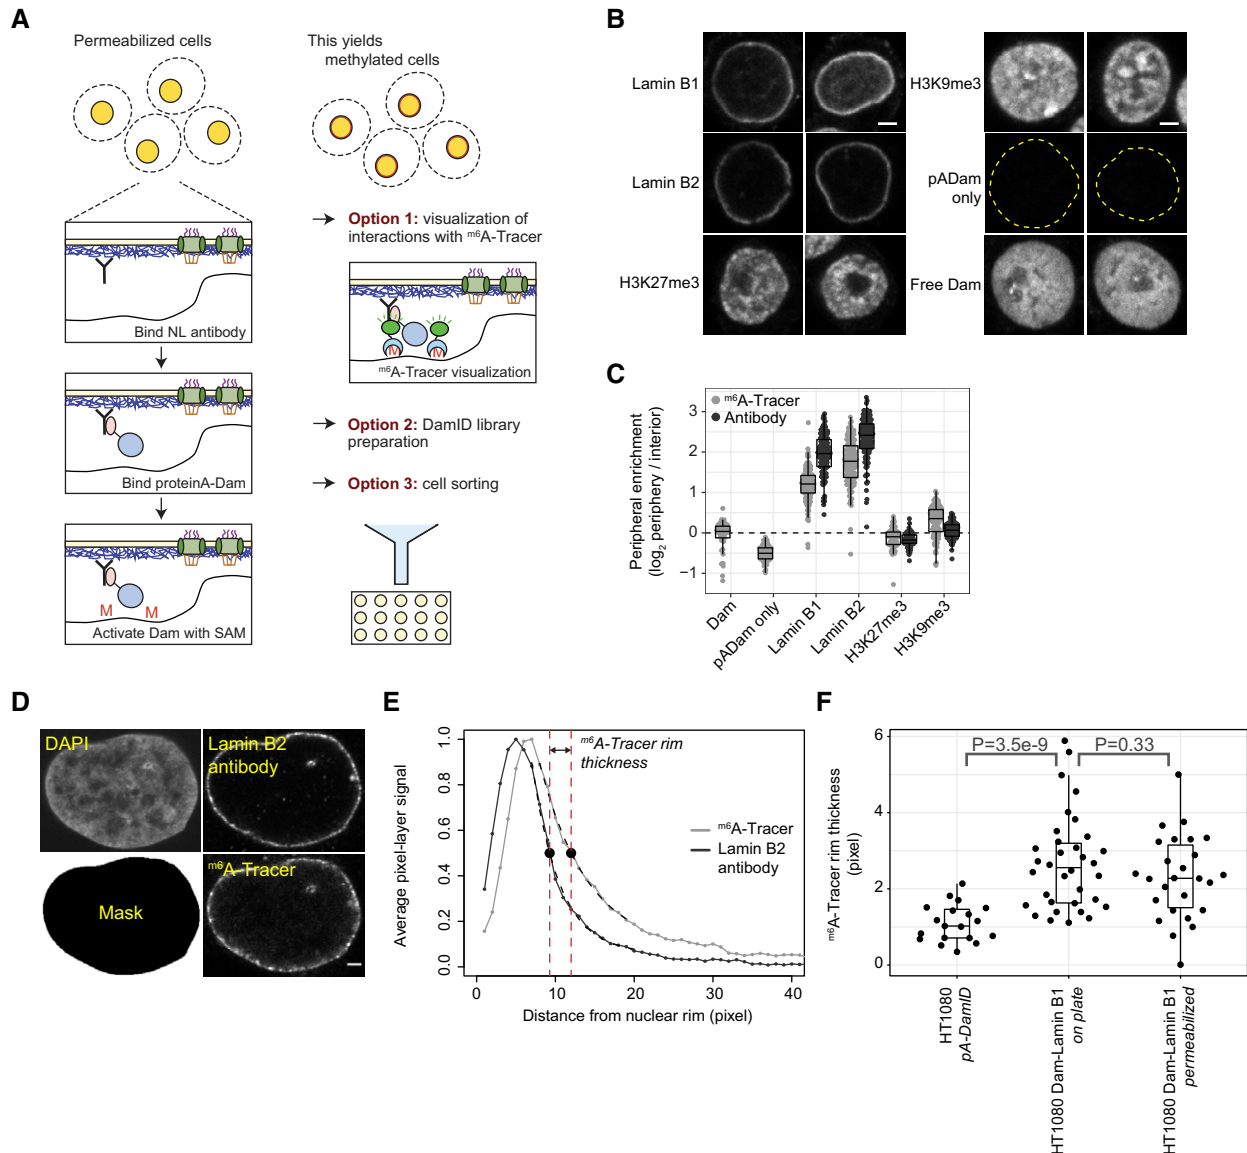 A
Permeabilized cells
This yields
methylated cells
Bind NL antibody
Bind proteinA-Dam
M M
Activate Dam with SAM
Option 1: visualization of
interactions with m6A-Tracer
M M
m6A-Tracer visualization
Option 2: DamID library
preparation
Option 3: cell sorting
B
Lamin B1
H3K9me3
Lamin B2
pADam
only
H3K27me3
Free Dam
C
m6A-Tracer
Antibody
Peripheral enrichment
(log2 periphery / interior)
3
2
1
0
−1
Dam
pADam only
Lamin B1
Lamin B2
H3K27me3
H3K9me3
D
DAPI
Lamin B2
antibody
Mask
m6A-Tracer
E
m6A-Tracer rim
thickness
m6A-Tracer
Lamin B2
antibody
Average pixel-layer signal
1.0
0.8
0.6
0.4
0.2
0.0
0 10 20 30 40
Distance from nuclear rim (pixel)
F
P=3.5e-9 P=0.33
m6A-Tracer rim thickness
(pixel)
6
4
2
0
HT1080
pA-DamID
HT1080 Dam-Lamin B1
on plate
HT1080 Dam-Lamin B1
permeabilized